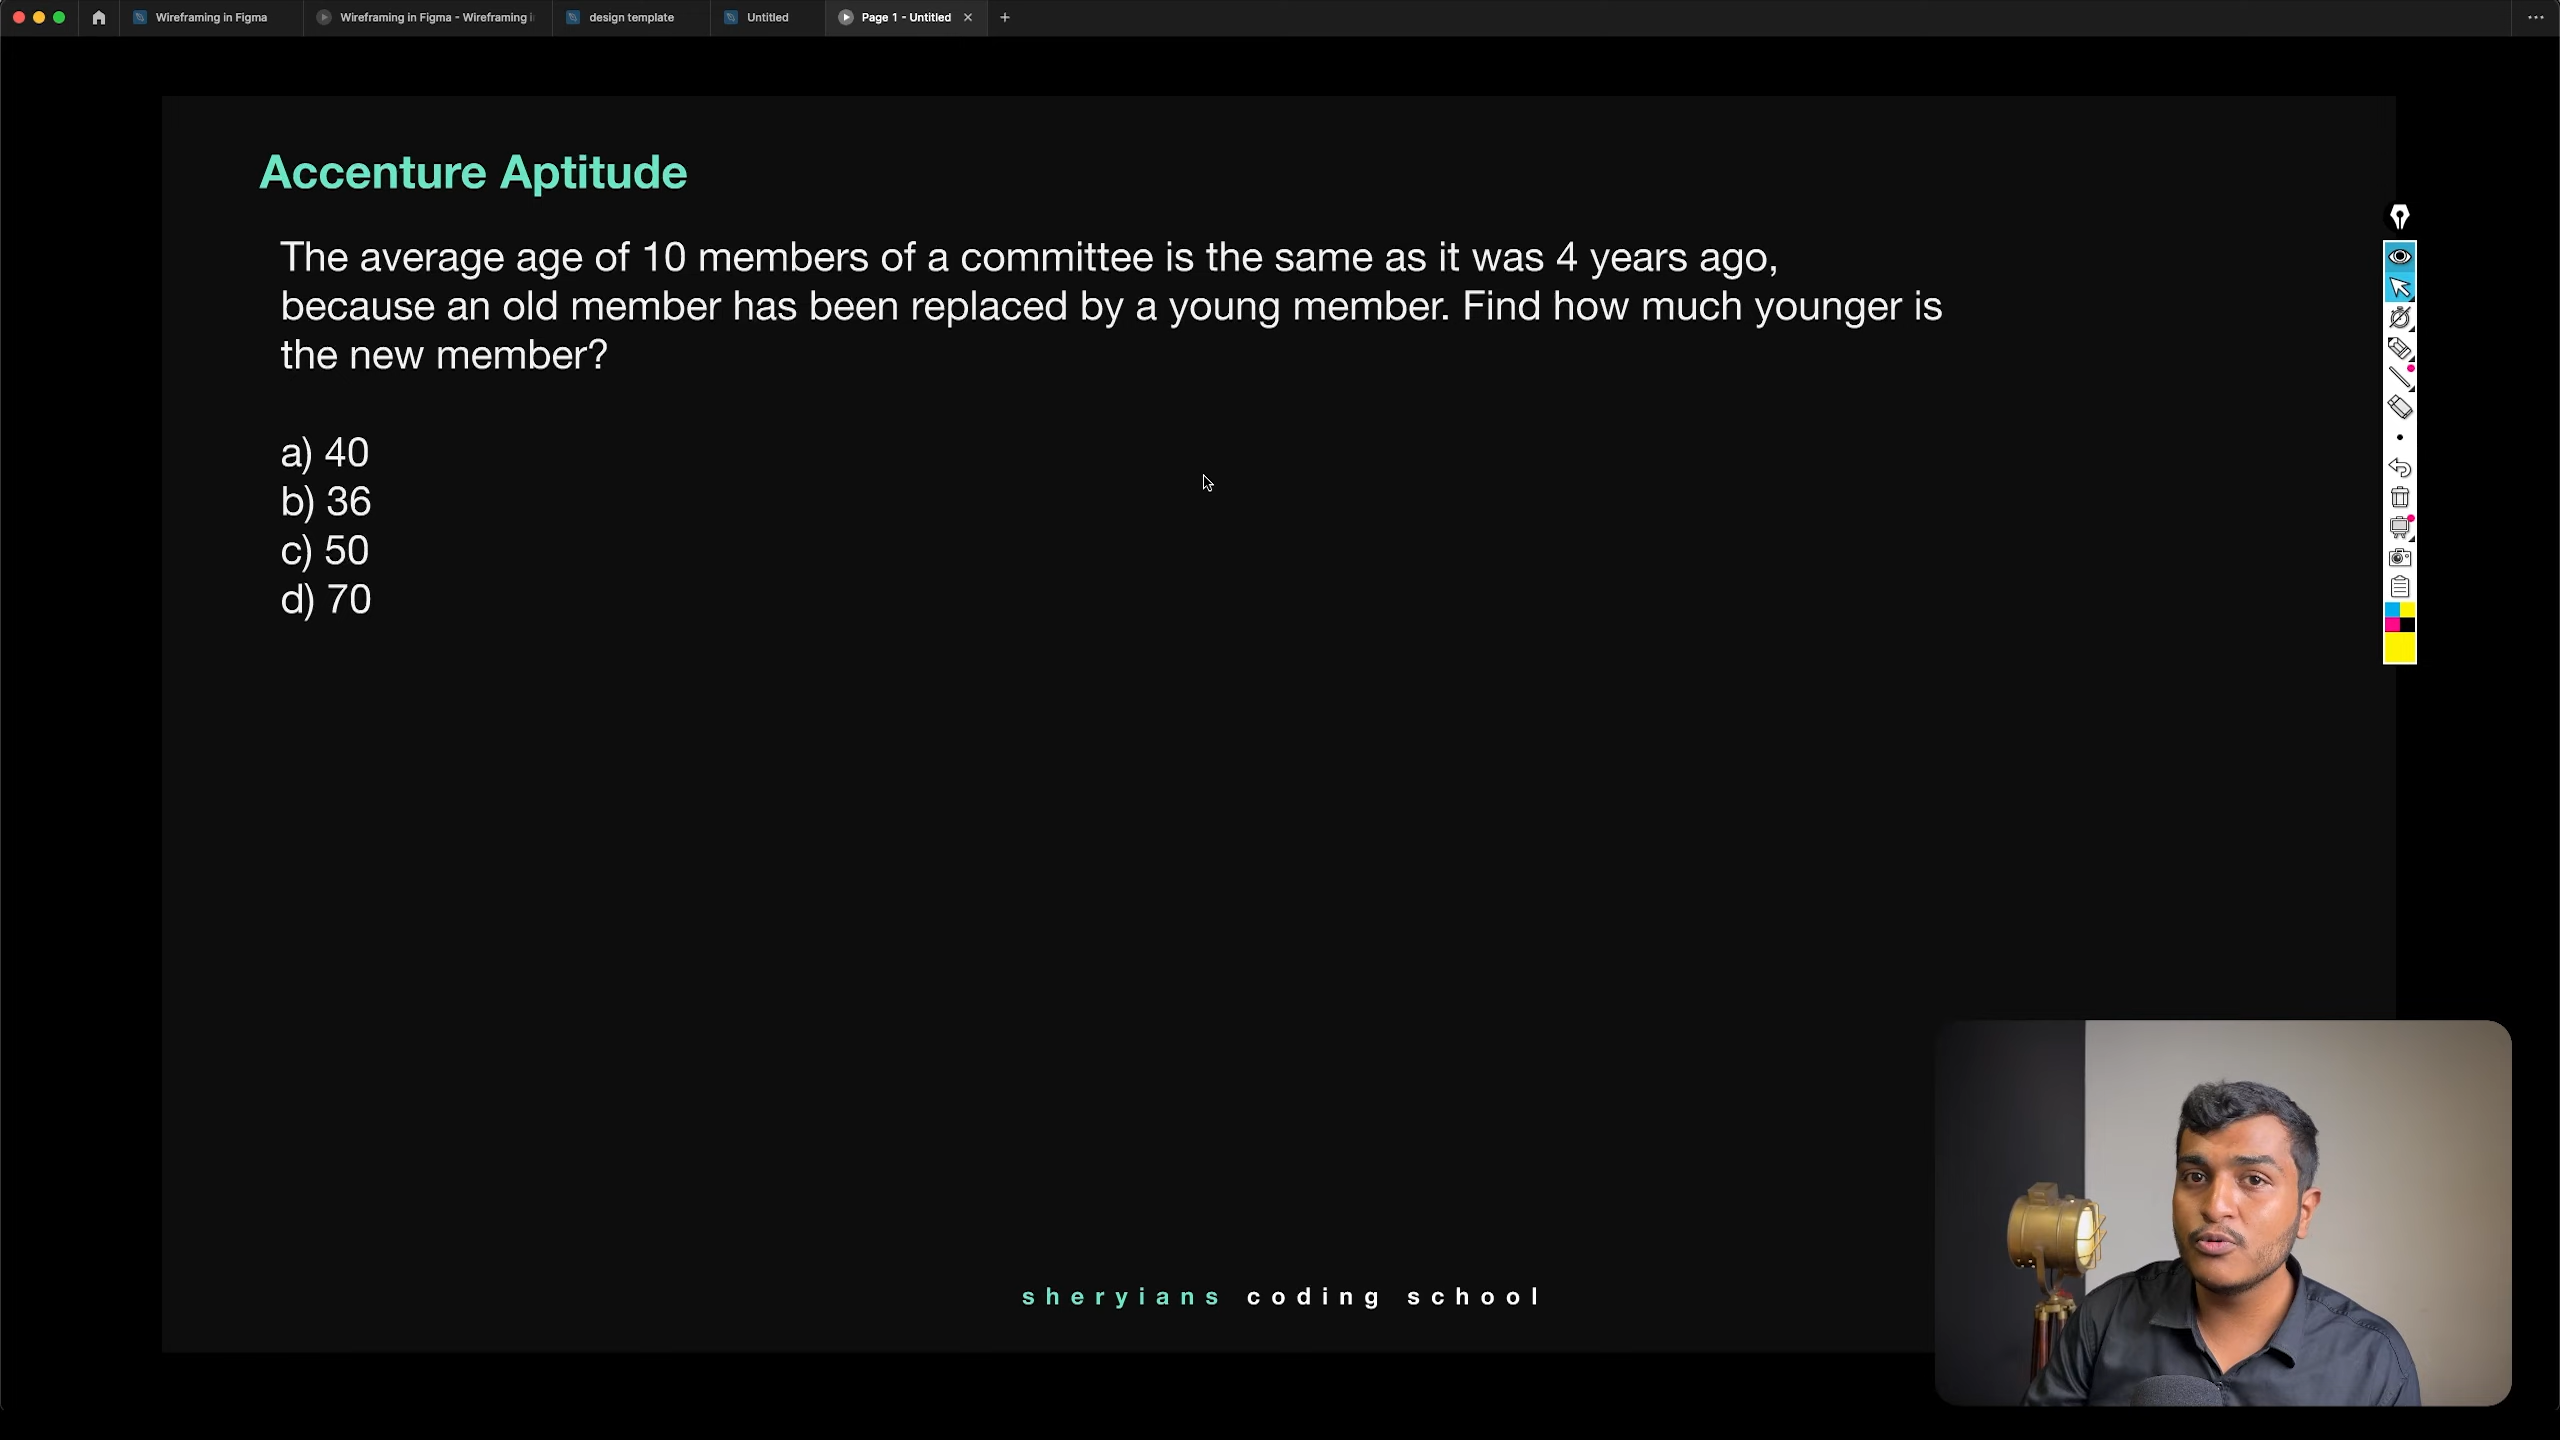 Wireframing in Figma
Wireframing in Figma - Wireframing i
design template
Untitled
Page 1 - Untitled
Accenture Aptitude
The average age of 10 members of a committee is the same as it was 4 years ago,
because an old member has been replaced by a young member. Find how much younger is
the new member?
a) 40
b) 36
c) 50
d) 70
sheryians coding school